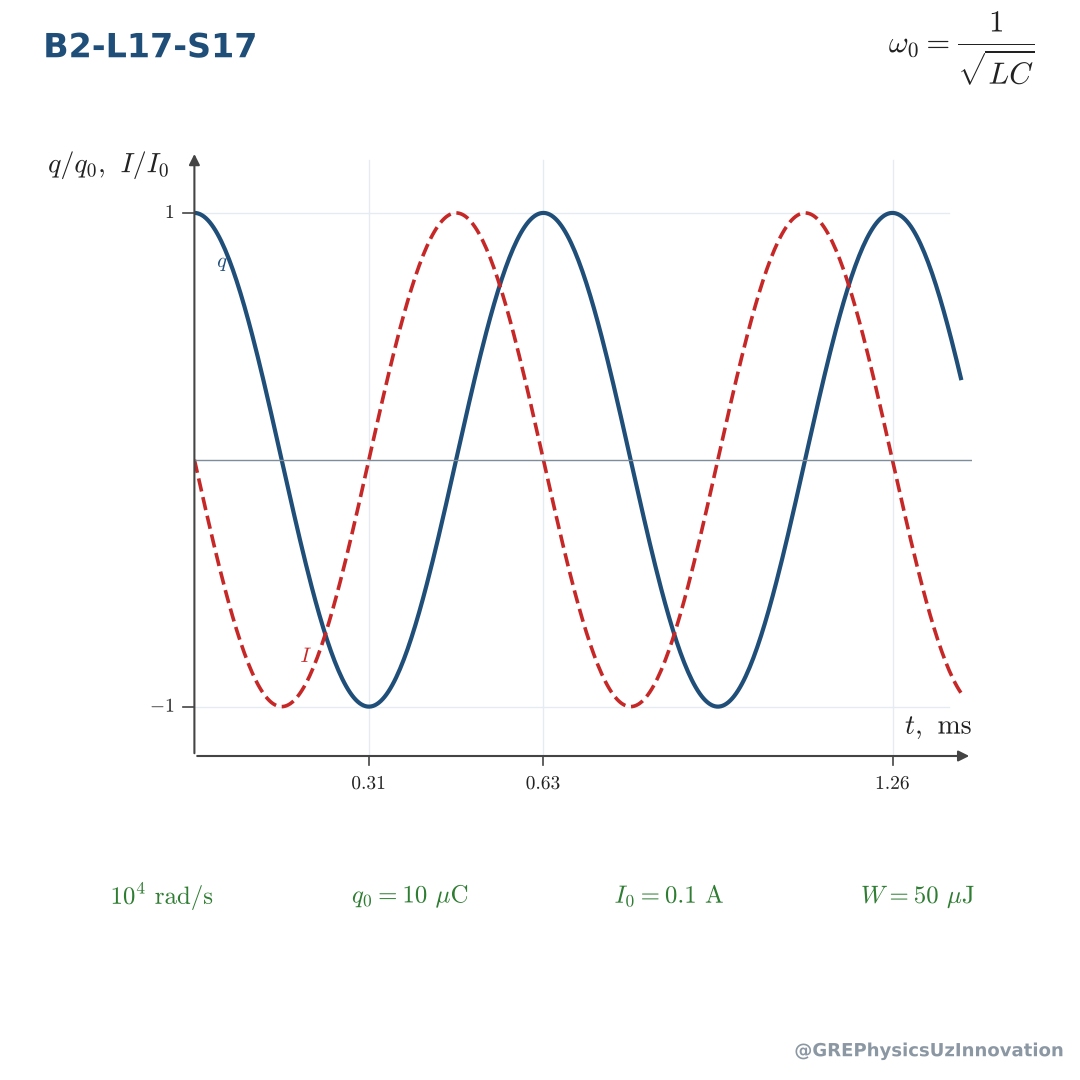 B2-L17-S17
ω₀ = 1/√(LC)
q/q₀, I/I₀
1
q
I
−1
t, ms
0.31 0.63 1.26
10⁴ rad/s q₀ = 10 μC I₀ = 0.1 A W = 50 μJ
@GREPhysicsUzInnovation